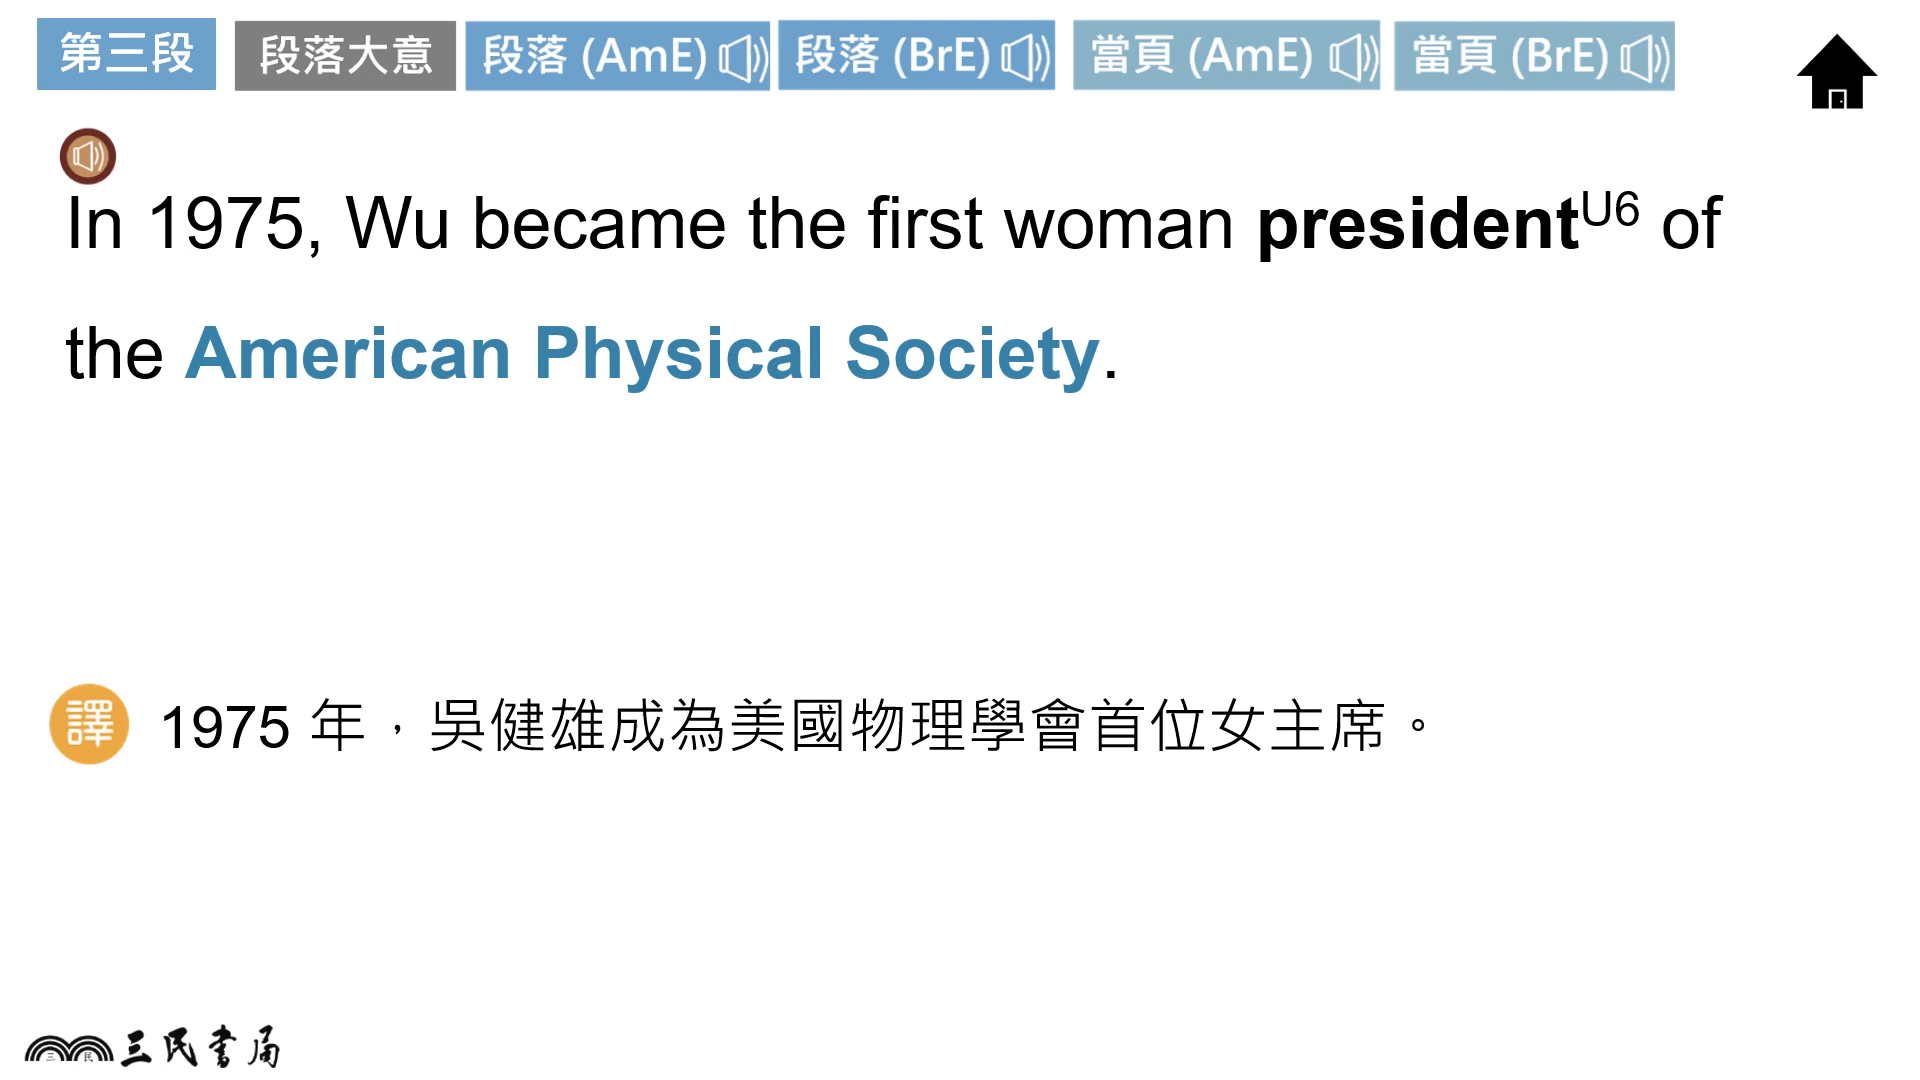 第三段 段落大意 段落 (AmE) 段落 (BrE) 當頁 (AmE) 當頁 (BrE)
In 1975, Wu became the first woman presidentU6 of
the American Physical Society.
譯 1975 年，吳健雄成為美國物理學會首位女主席。
三民 三民書局